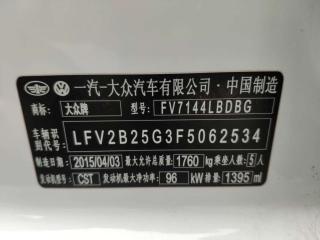 一汽-大众汽车有限公司·中国制造
商标: 大众牌 型号: FV7144LBDBG
车辆识别代号: LFV2B25G3F5062534
制造日期: 2015/04/03 最大允许总质量: 1760 kg 乘坐人数: 5人
发动机型号: CST 发动机最大净功率: 96 kW 排量: 1395 ml